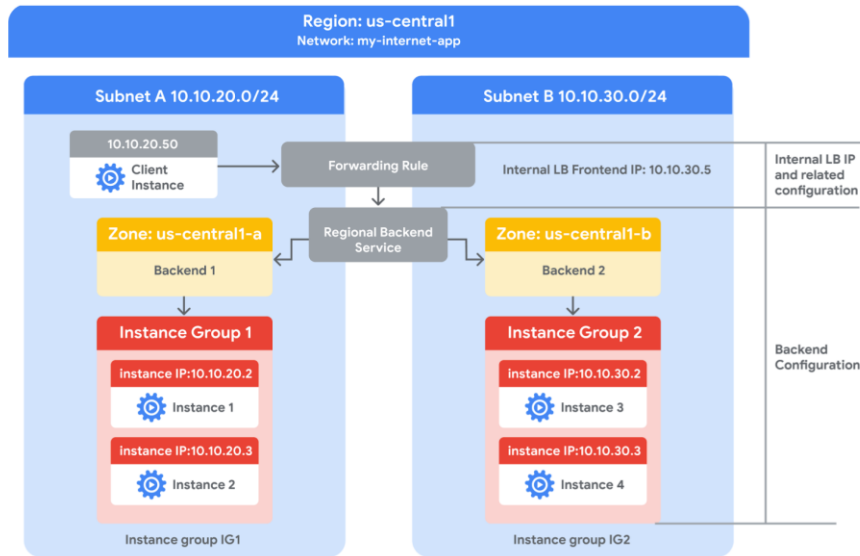 Region: us-central1
Network: my-internet-app
Subnet A 10.10.20.0/24
Subnet B 10.10.30.0/24
10.10.20.50
Client
Instance
Forwarding Rule
Internal LB Frontend IP: 10.10.30.5
Internal LB IP
and related
configuration
Regional Backend
Service
Zone: us-central1-a
Backend 1
Zone: us-central1-b
Backend 2
Instance Group 1
instance IP:10.10.20.2
Instance 1
instance IP:10.10.20.3
Instance 2
Instance group IG1
Instance Group 2
instance IP:10.10.30.2
Instance 3
instance IP:10.10.30.3
Instance 4
Instance group IG2
Backend
Configuration